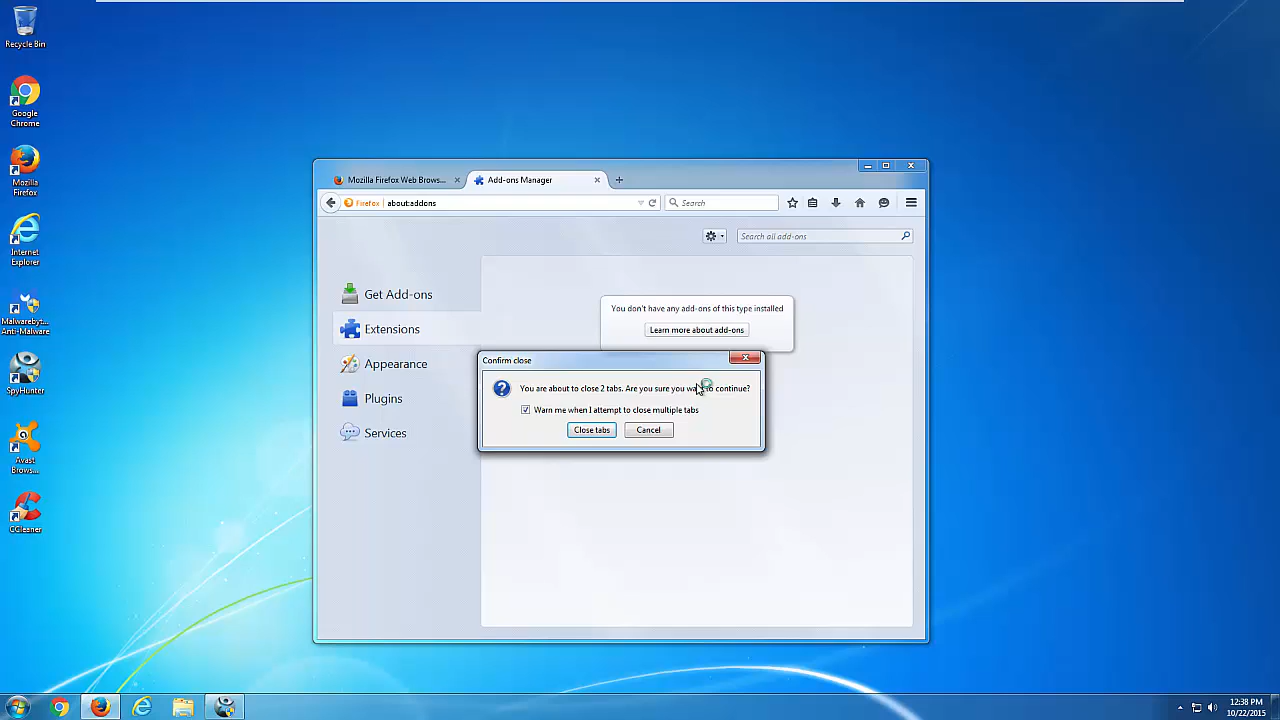 Recycle Bin
Google
Chrome
Mozilla
Firefox
Internet
Explorer
Malwarebyt...
Anti-Malware
SpyHunter
Avast
Brows...
CCleaner
Mozilla Firefox Web Brows...
Add-ons Manager
Firefox
about:addons
Search
Search all add-ons
Get Add-ons
Extensions
Appearance
Plugins
Services
You don't have any add-ons of this type installed
Learn more about add-ons
Confirm close
You are about to close 2 tabs. Are you sure you want to continue?
Warn me when I attempt to close multiple tabs
Close tabs
Cancel
12:38 PM
10/22/2015